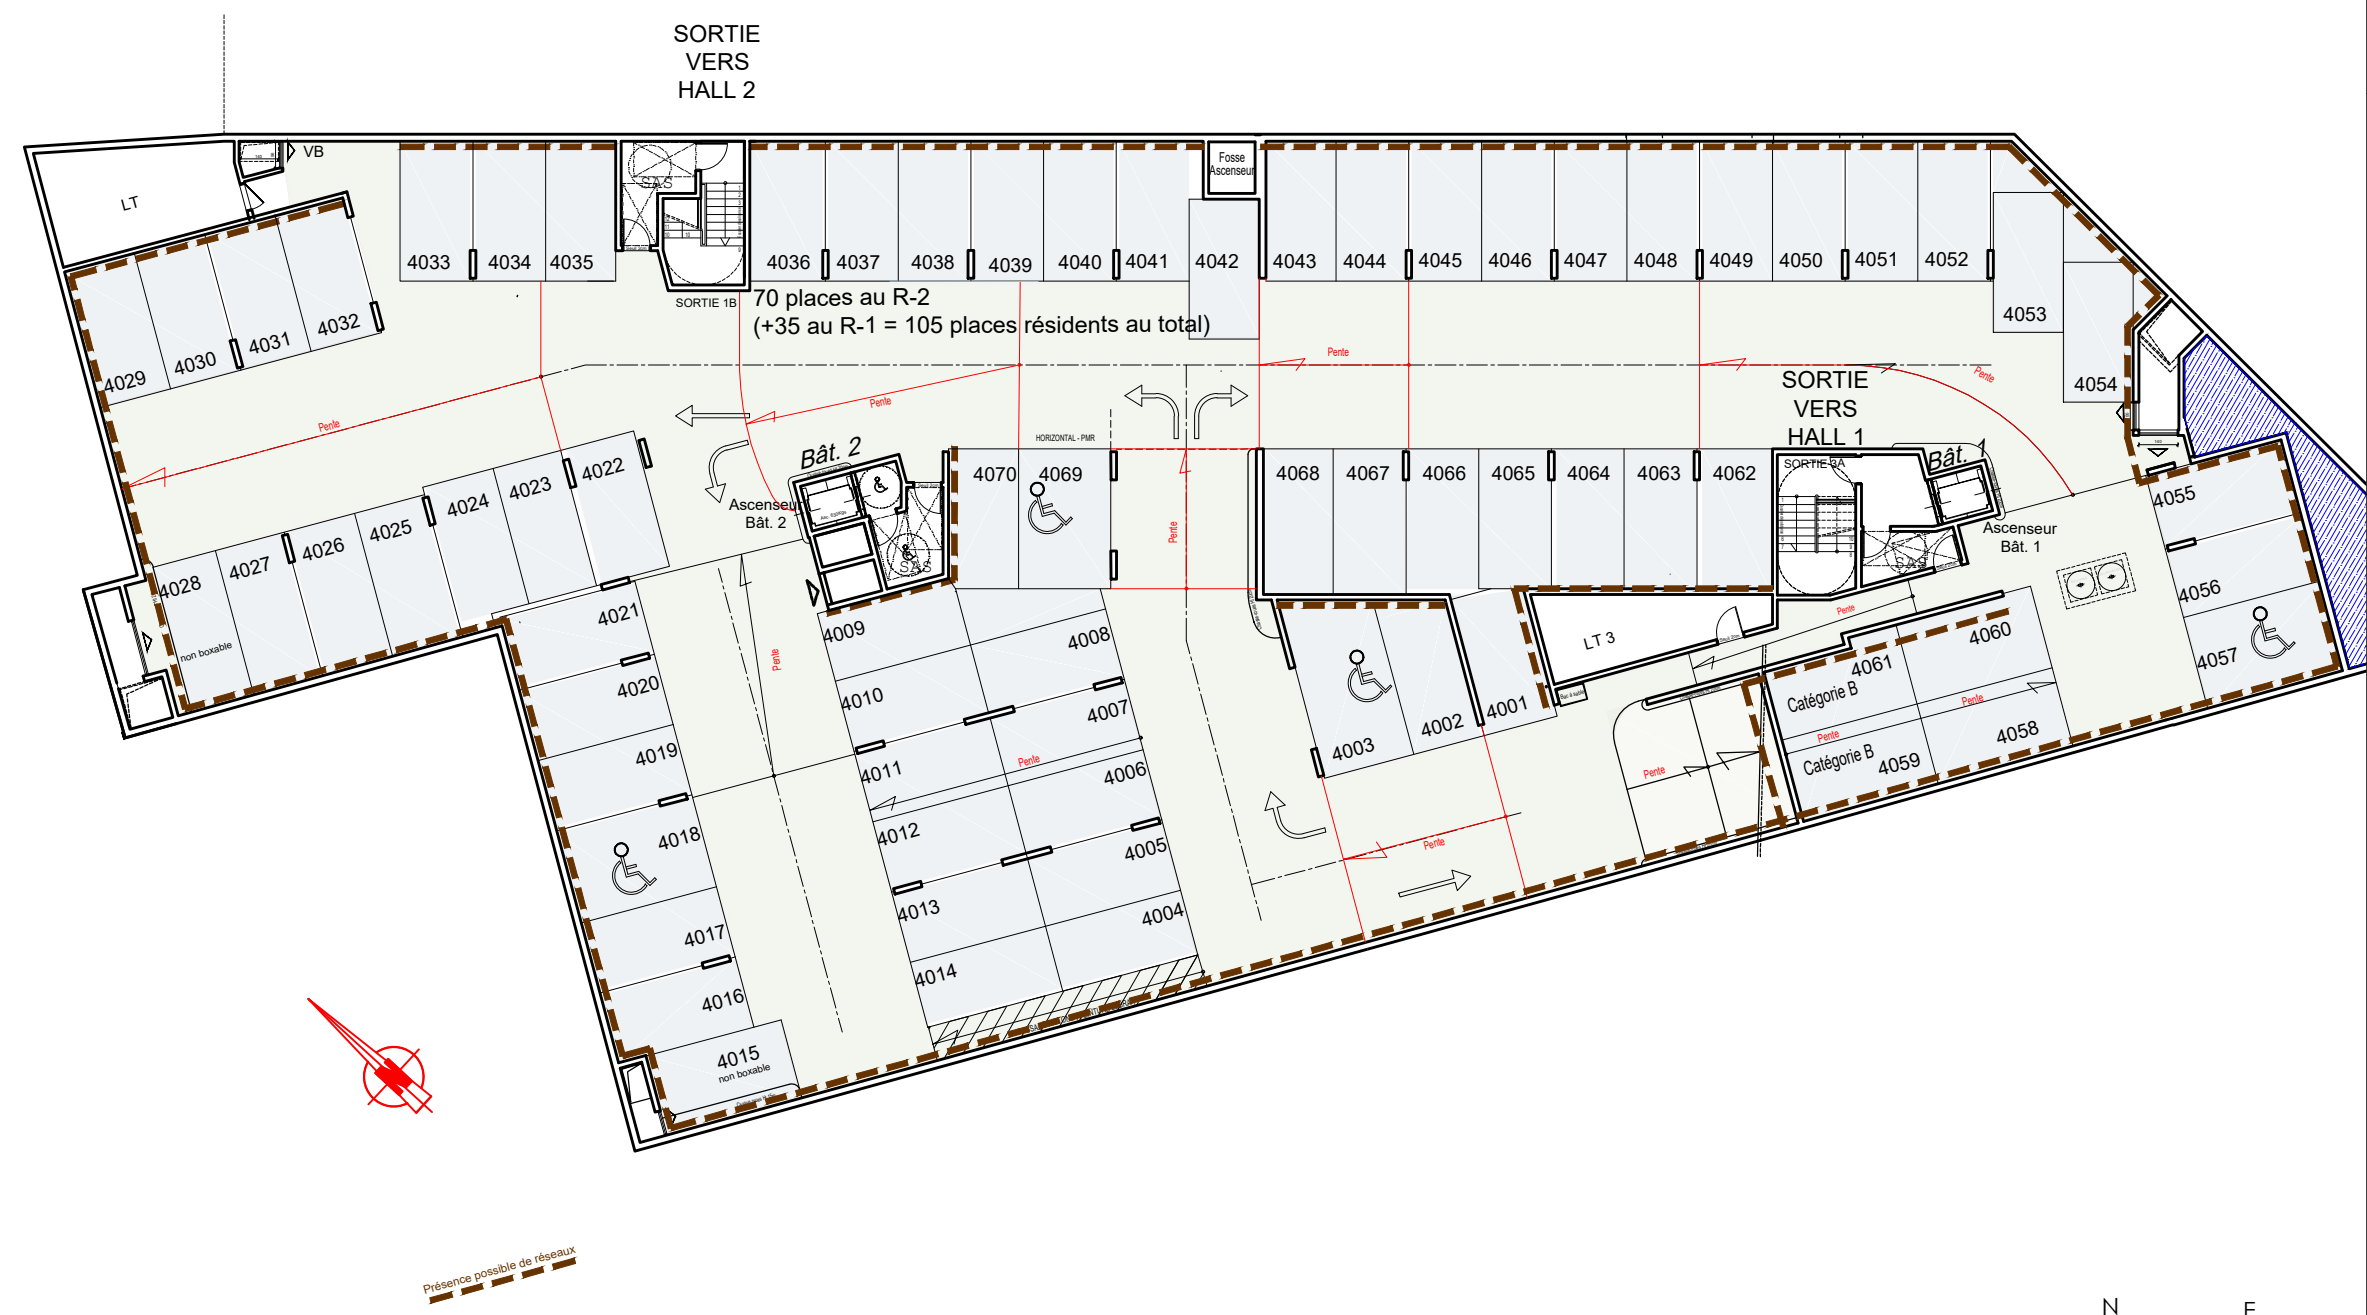 SORTIE
VERS
HALL 2
VB
LT
SAS
Fosse
Ascenseur
4033
4034
4035
4036
4037
4038
4039
4040
4041
4042
4043
4044
4045
4046
4047
4048
4049
4050
4051
4052
4053
4054
4029
4030
4031
4032
SORTIE 1B
70 places au R-2
(+35 au R-1 = 105 places résidents au total)
Pente
Pente
Pente
Pente
Pente
SORTIE
VERS
HALL 1
SORTIE 3A
HORIZONTAL - PMR
Bât. 2
Ascenseur
Bât. 2
SAS
Bât. 1
Ascenseur
Bât. 1
4028
non boxable
4027
4026
4025
4024
4023
4022
4070
4069
4068
4067
4066
4065
4064
4063
4062
4055
4056
4057
4021
4020
4019
4018
4017
4016
4015
non boxable
4009
4010
4011
4012
4013
4014
4008
4007
4006
4005
4004
4003
4002
4001
LT 3
Bac à sable
4061
Catégorie B
4060
Catégorie B
4059
4058
Pente
Pente
Pente
Pente
Pente
Pente
Pente
Pente
Présence possible de réseaux
N
E